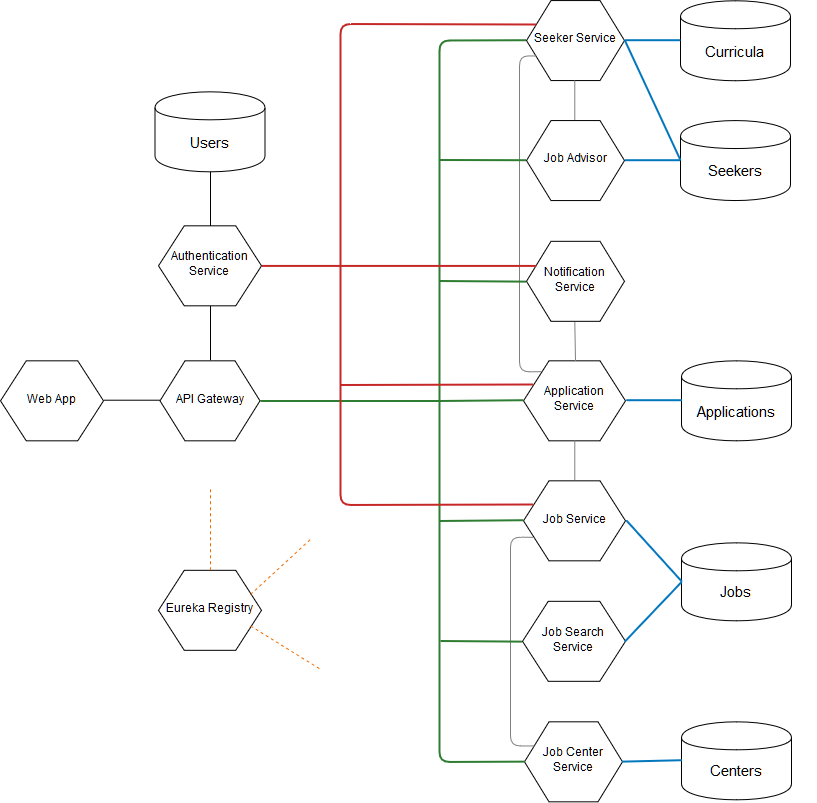 Seeker Service
Curricula
Users
Job Advisor
Seekers
Authentication
Service
Notification
Service
Web App
API Gateway
Application
Service
Applications
Job Service
Eureka Registry
Jobs
Job Search
Service
Job Center
Service
Centers